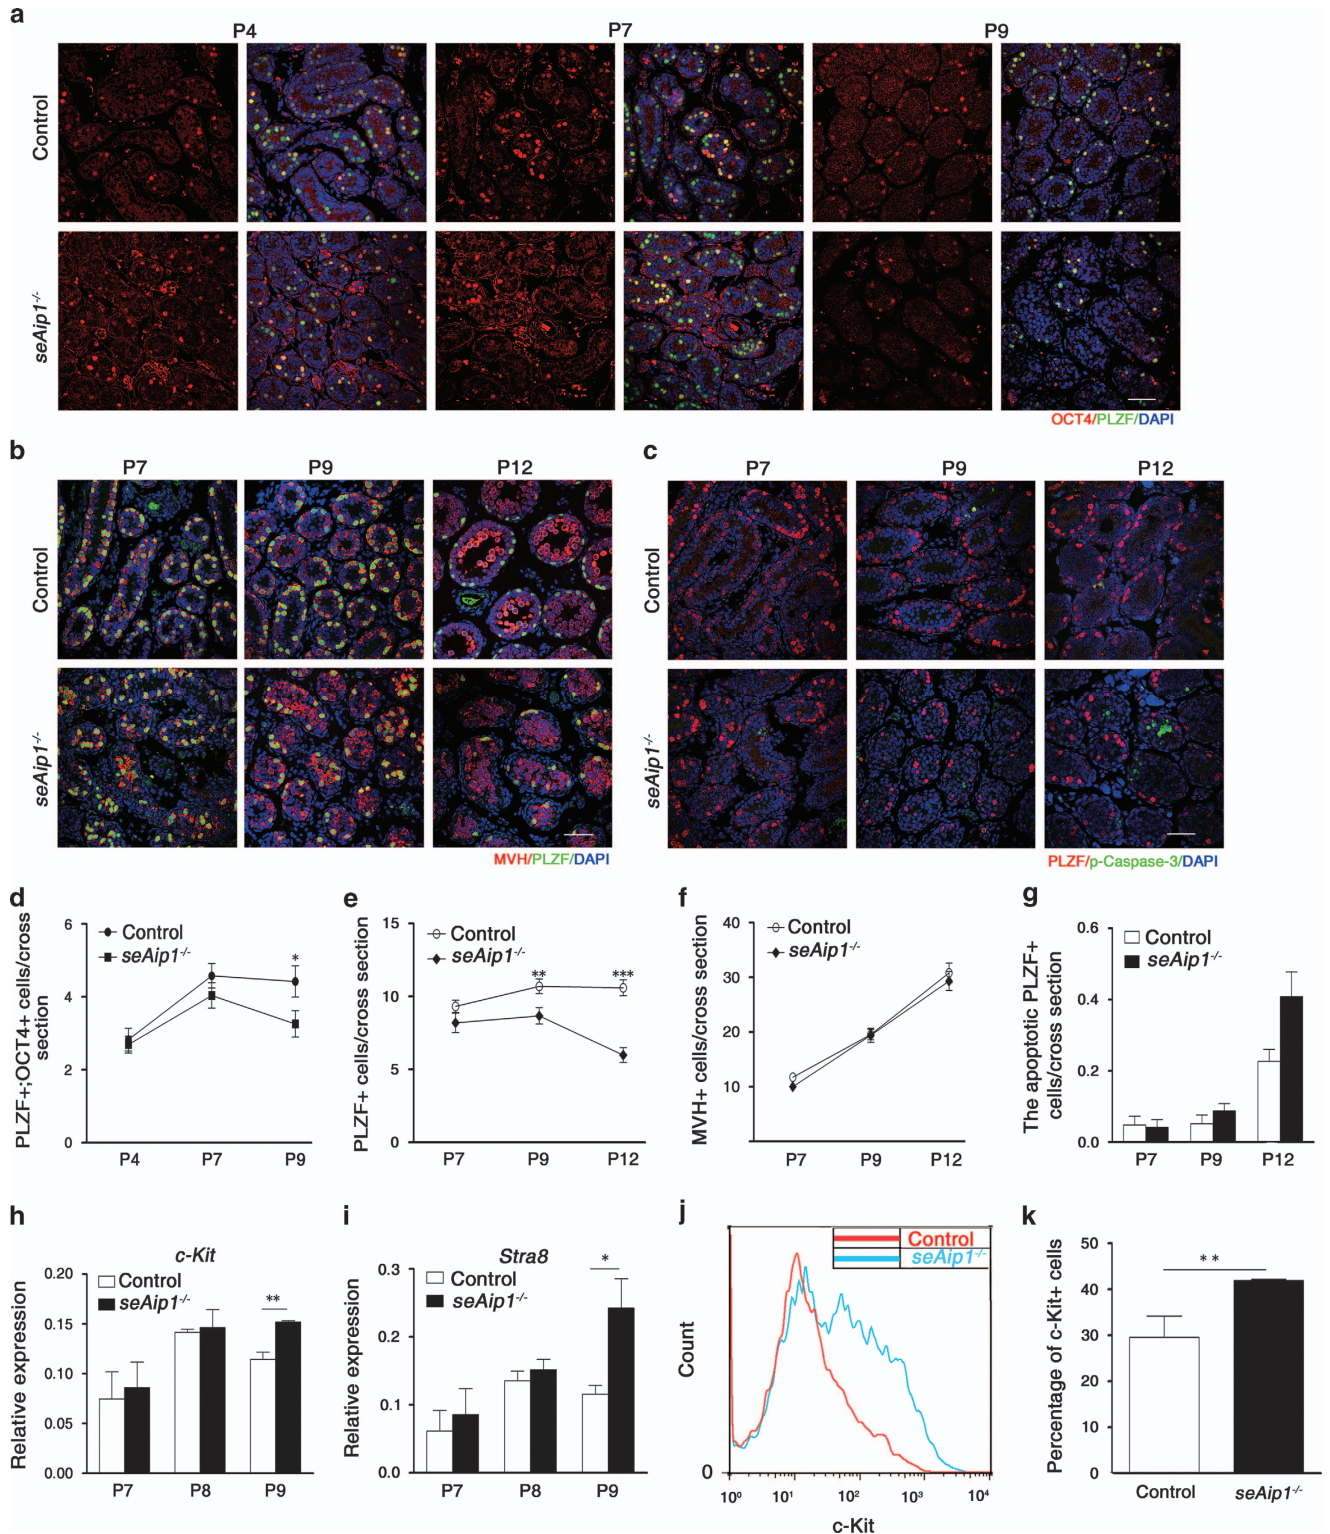 a
P4 P7 P9
Control
seAip1-/-
OCT4/PLZF/DAPI
b
P7 P9 P12
Control
seAip1-/-
MVH/PLZF/DAPI
c
P7 P9 P12
Control
seAip1-/-
PLZF/p-Caspase-3/DAPI
d
PLZF+;OCT4+ cells/cross
section
6
4
2
0
Control
seAip1-/-
*
P4 P7 P9
e
PLZF+ cells/cross section
15
10
5
0
Control
seAip1-/-
** ***
P7 P9 P12
f
MVH+ cells/cross section
40
30
20
10
Control
seAip1-/-
P7 P9 P12
g
The apoptotic PLZF+
cells/cross section
0.6
0.4
0.2
0.0
Control
seAip1-/-
P7 P9 P12
h
c-Kit
Relative expression
0.20
0.15
0.10
0.05
0.00
Control
seAip1-/-
**
P7 P8 P9
i
Stra8
Relative expression
0.3
0.2
0.1
0.0
Control
seAip1-/-
*
P7 P8 P9
j
Control
seAip1-/-
Count
0
10⁰ 10¹ 10² 10³ 10⁴
c-Kit
k
Percentage of c-Kit+ cells
50
40
30
20
10
0
**
Control seAip1-/-